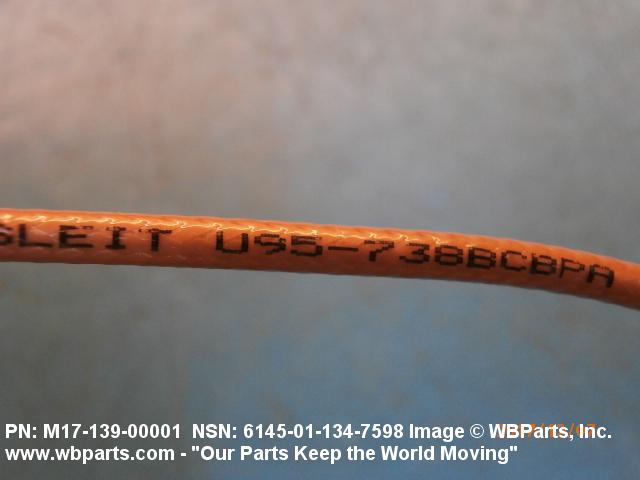 BLEIT U95-738BCBPA
PN: M17-139-00001 NSN: 6145-01-134-7598 Image © WBParts, Inc.
www.wbparts.com - "Our Parts Keep the World Moving"